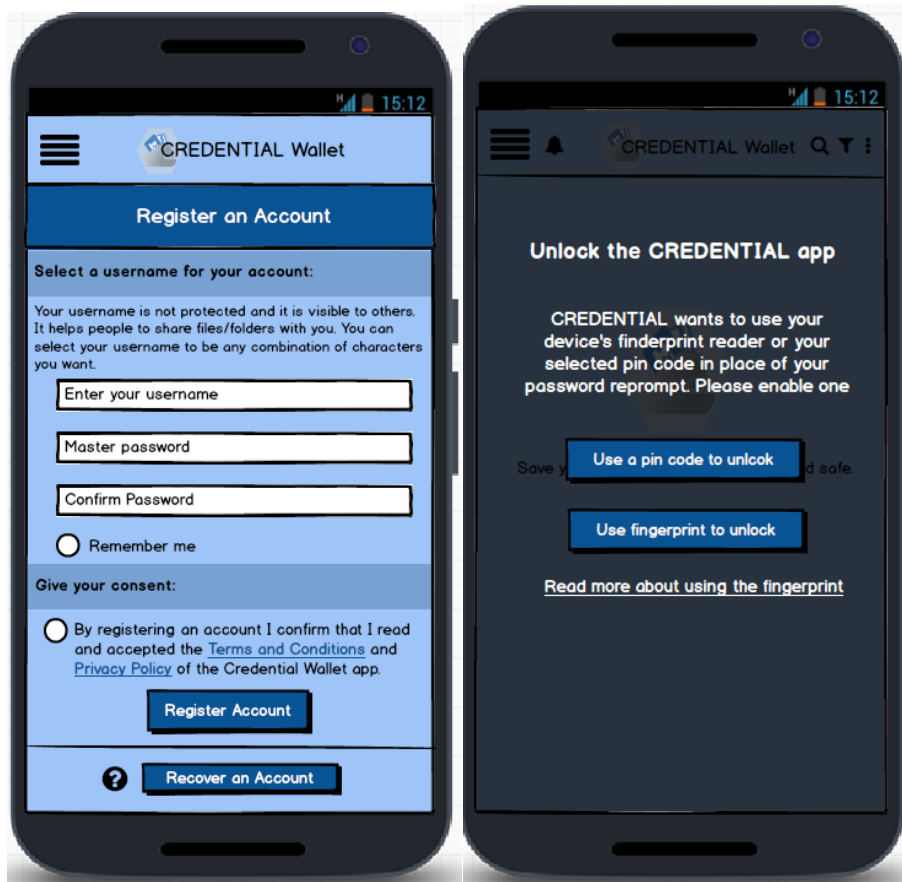 H 15:12
CREDENTIAL Wallet
Register an Account
Select a username for your account:
Your username is not protected and it is visible to others.
It helps people to share files/folders with you. You can
select your username to be any combination of characters
you want.
Enter your username
Master password
Confirm Password
Remember me
Give your consent:
By registering an account I confirm that I read
and accepted the Terms and Conditions and
Privacy Policy of the Credential Wallet app.
Register Account
? Recover an Account
H 15:12
CREDENTIAL Wallet
Unlock the CREDENTIAL app
CREDENTIAL wants to use your
device's finderprint reader or your
selected pin code in place of your
password reprompt. Please enable one
Save y
Use a pin code to unlcok
d safe.
Use fingerprint to unlock
Read more about using the fingerprint